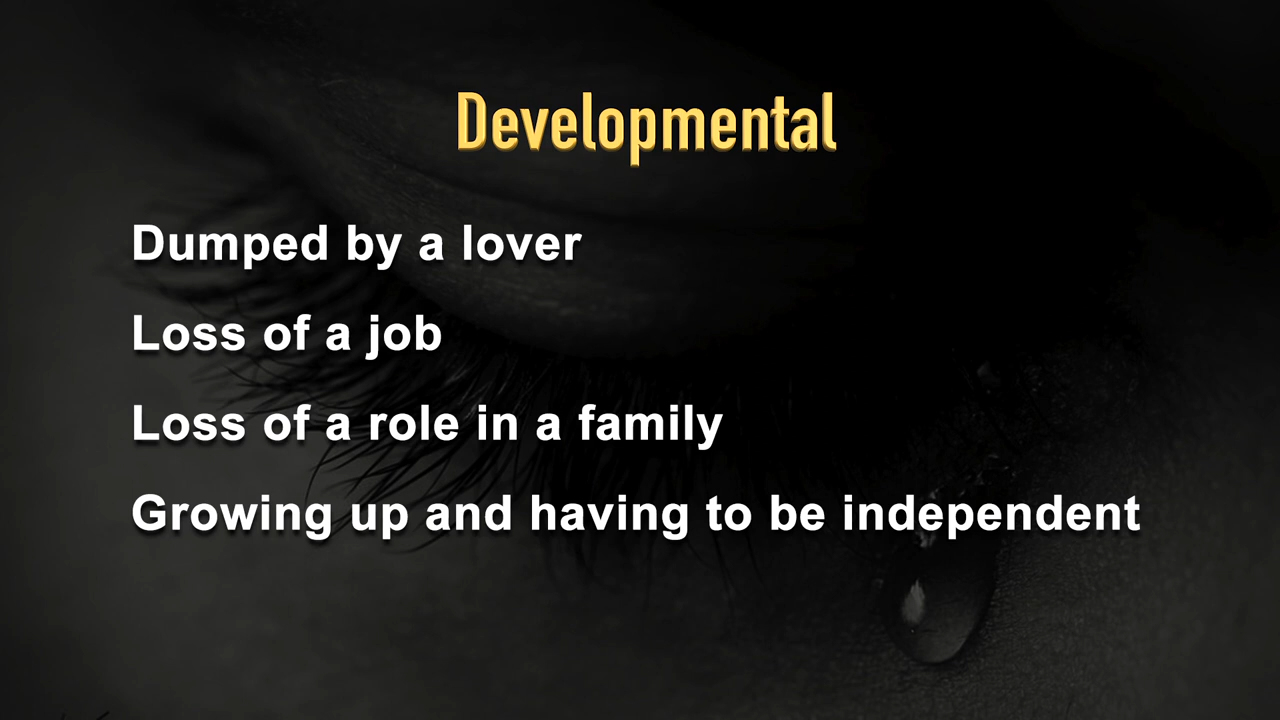 Developmental
Dumped by a lover
Loss of a job
Loss of a role in a family
Growing up and having to be independent